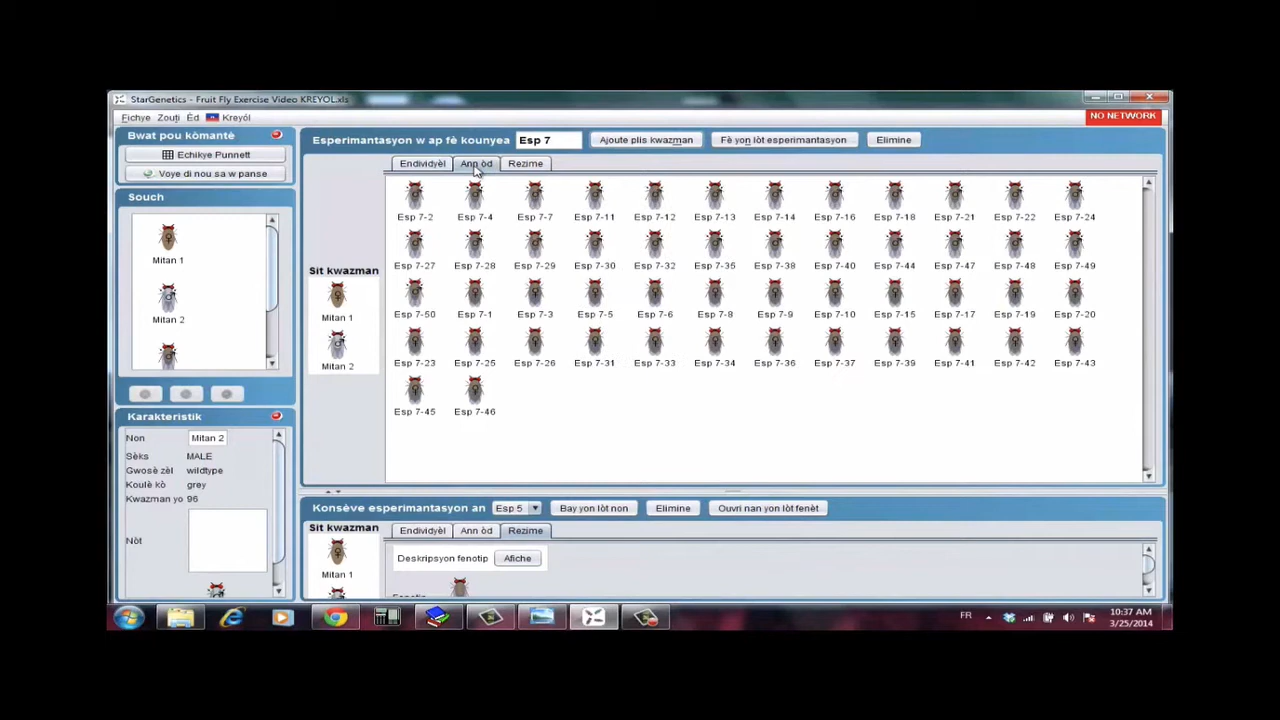 StarGenetics - Fruit Fly Exercise Video KREYOL.xls
Fichye Zouti Èd Kreyól
NO NETWORK
Bwat pou kòmantè
Echikye Punnett
Voye di nou sa w panse
Souch
Mitan 1
Mitan 2
Karakteristik
Non Mitan 2
Sèks MALE
Gwosè zèl wildtype
Koulè kò grey
Kwazman yo 96
Nòt
Esperimantasyon w ap fè kounyea Esp 7 Ajoute plis kwazman Fè yon lòt esperimantasyon Elimine
Endividyèl Ann òd Rezime
Sit kwazman
Mitan 1
Mitan 2
Esp 7-2 Esp 7-4 Esp 7-7 Esp 7-11 Esp 7-12 Esp 7-13 Esp 7-14 Esp 7-16 Esp 7-18 Esp 7-21 Esp 7-22 Esp 7-24
Esp 7-27 Esp 7-28 Esp 7-29 Esp 7-30 Esp 7-32 Esp 7-35 Esp 7-38 Esp 7-40 Esp 7-44 Esp 7-47 Esp 7-48 Esp 7-49
Esp 7-50 Esp 7-1 Esp 7-3 Esp 7-5 Esp 7-6 Esp 7-8 Esp 7-9 Esp 7-10 Esp 7-15 Esp 7-17 Esp 7-19 Esp 7-20
Esp 7-23 Esp 7-25 Esp 7-26 Esp 7-31 Esp 7-33 Esp 7-34 Esp 7-36 Esp 7-37 Esp 7-39 Esp 7-41 Esp 7-42 Esp 7-43
Esp 7-45 Esp 7-46
Konsève esperimantasyon an Esp 5 Bay yon lòt non Elimine Ouvri nan yon lòt fenèt
Sit kwazman
Endividyèl Ann òd Rezime
Mitan 1
Deskripsyon fenotip Afiche
Fenotip
FR
10:37 AM
3/25/2014